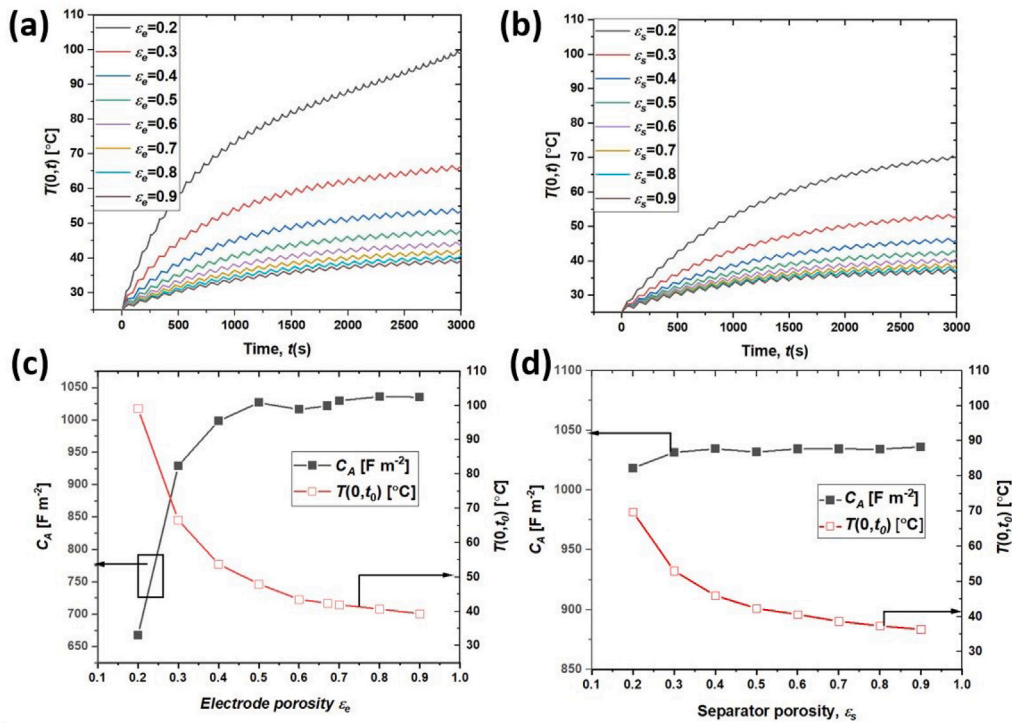 (a)
110
100
90
80
70
60
50
40
30
T(0,t) [°C]
εe=0.2
εe=0.3
εe=0.4
εe=0.5
εe=0.6
εe=0.7
εe=0.8
εe=0.9
0 500 1000 1500 2000 2500 3000
Time, t(s)
(b)
110
100
90
80
70
60
50
40
30
T(0,t) [°C]
εs=0.2
εs=0.3
εs=0.4
εs=0.5
εs=0.6
εs=0.7
εs=0.8
εs=0.9
0 500 1000 1500 2000 2500 3000
Time, t(s)
(c)
1050
1000
950
900
850
800
750
700
650
CA [F m-2]
CA [F m-2]
T(0,t0) [°C]
110
100
90
80
70
60
50
40
30
T(0,t0) [°C]
0.1 0.2 0.3 0.4 0.5 0.6 0.7 0.8 0.9 1.0
Electrode porosity εe
(d)
1100
1050
1000
950
900
850
CA [F m-2]
CA [F m-2]
T(0,t0) [°C]
110
100
90
80
70
60
50
40
30
T(0,t0) [°C]
0.1 0.2 0.3 0.4 0.5 0.6 0.7 0.8 0.9 1.0
Separator porosity, εs